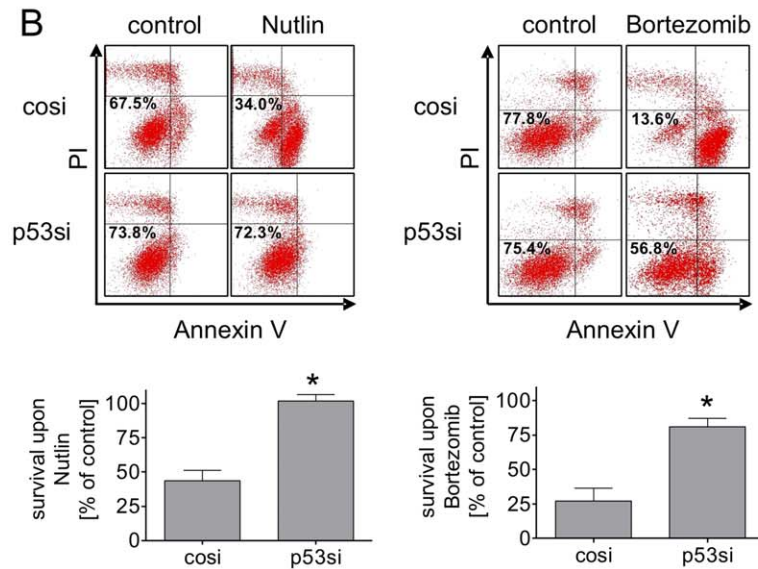 B
control Nutlin
cosi
67.5% 34.0%
PI
p53si
73.8% 72.3%
Annexin V
control Bortezomib
cosi
77.8% 13.6%
PI
p53si
75.4% 56.8%
Annexin V
survival upon
Nutlin
[% of control]
100
75
50
25
0
*
cosi p53si
survival upon
Bortezomib
[% of control]
100
75
50
25
0
*
cosi p53si